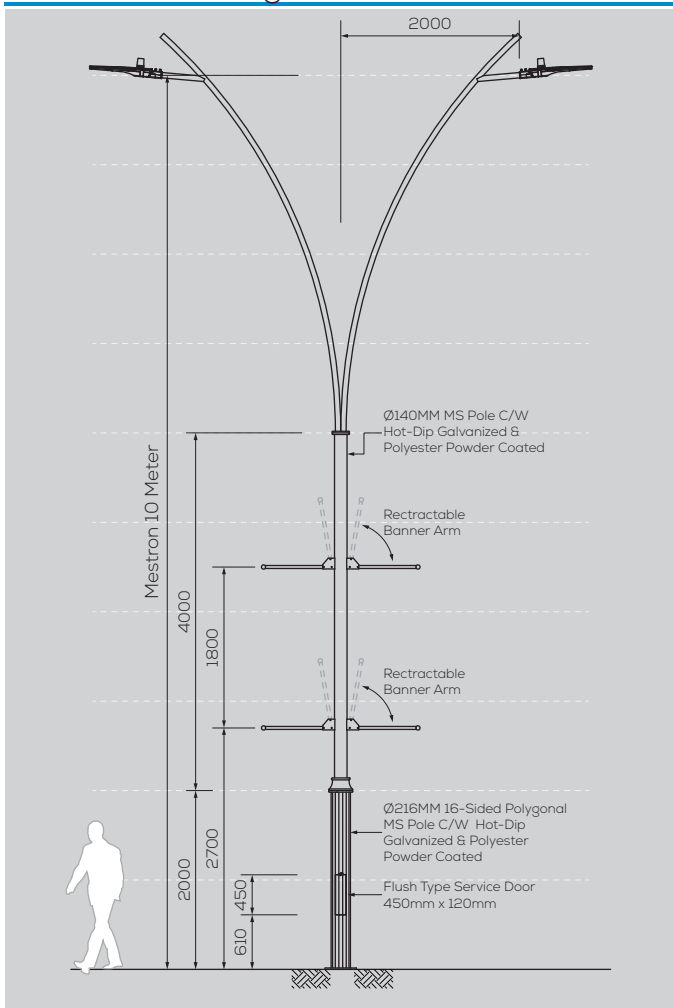 2000
Ø140MM MS Pole C/W
Hot-Dip Galvanized &
Polyester Powder Coated
Mestron 10 Meter
Rectractable
Banner Arm
4000
1800
Rectractable
Banner Arm
Ø216MM 16-Sided Polygonal
MS Pole C/W Hot-Dip
Galvanized & Polyester
Powder Coated
2000
2700
450
Flush Type Service Door
450mm x 120mm
610